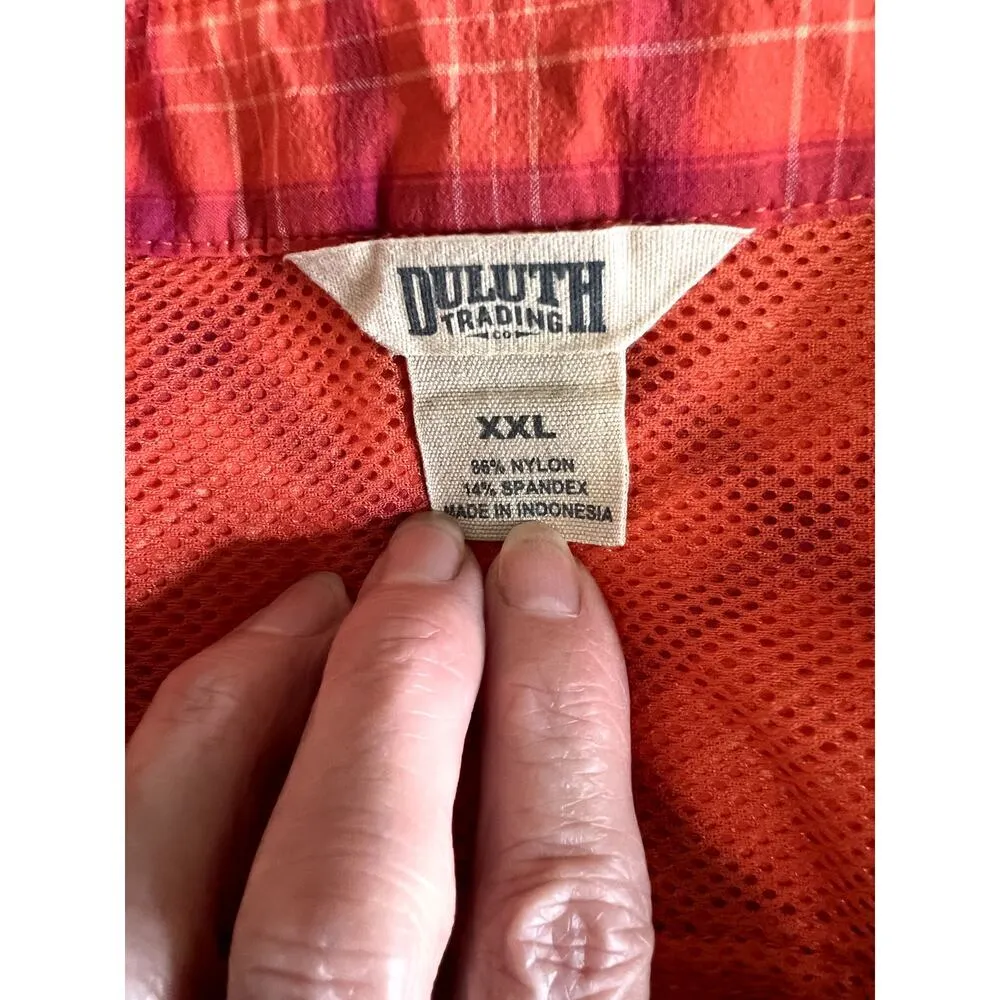 DULUTH
TRADING
CO
XXL
86% NYLON
14% SPANDEX
MADE IN INDONESIA